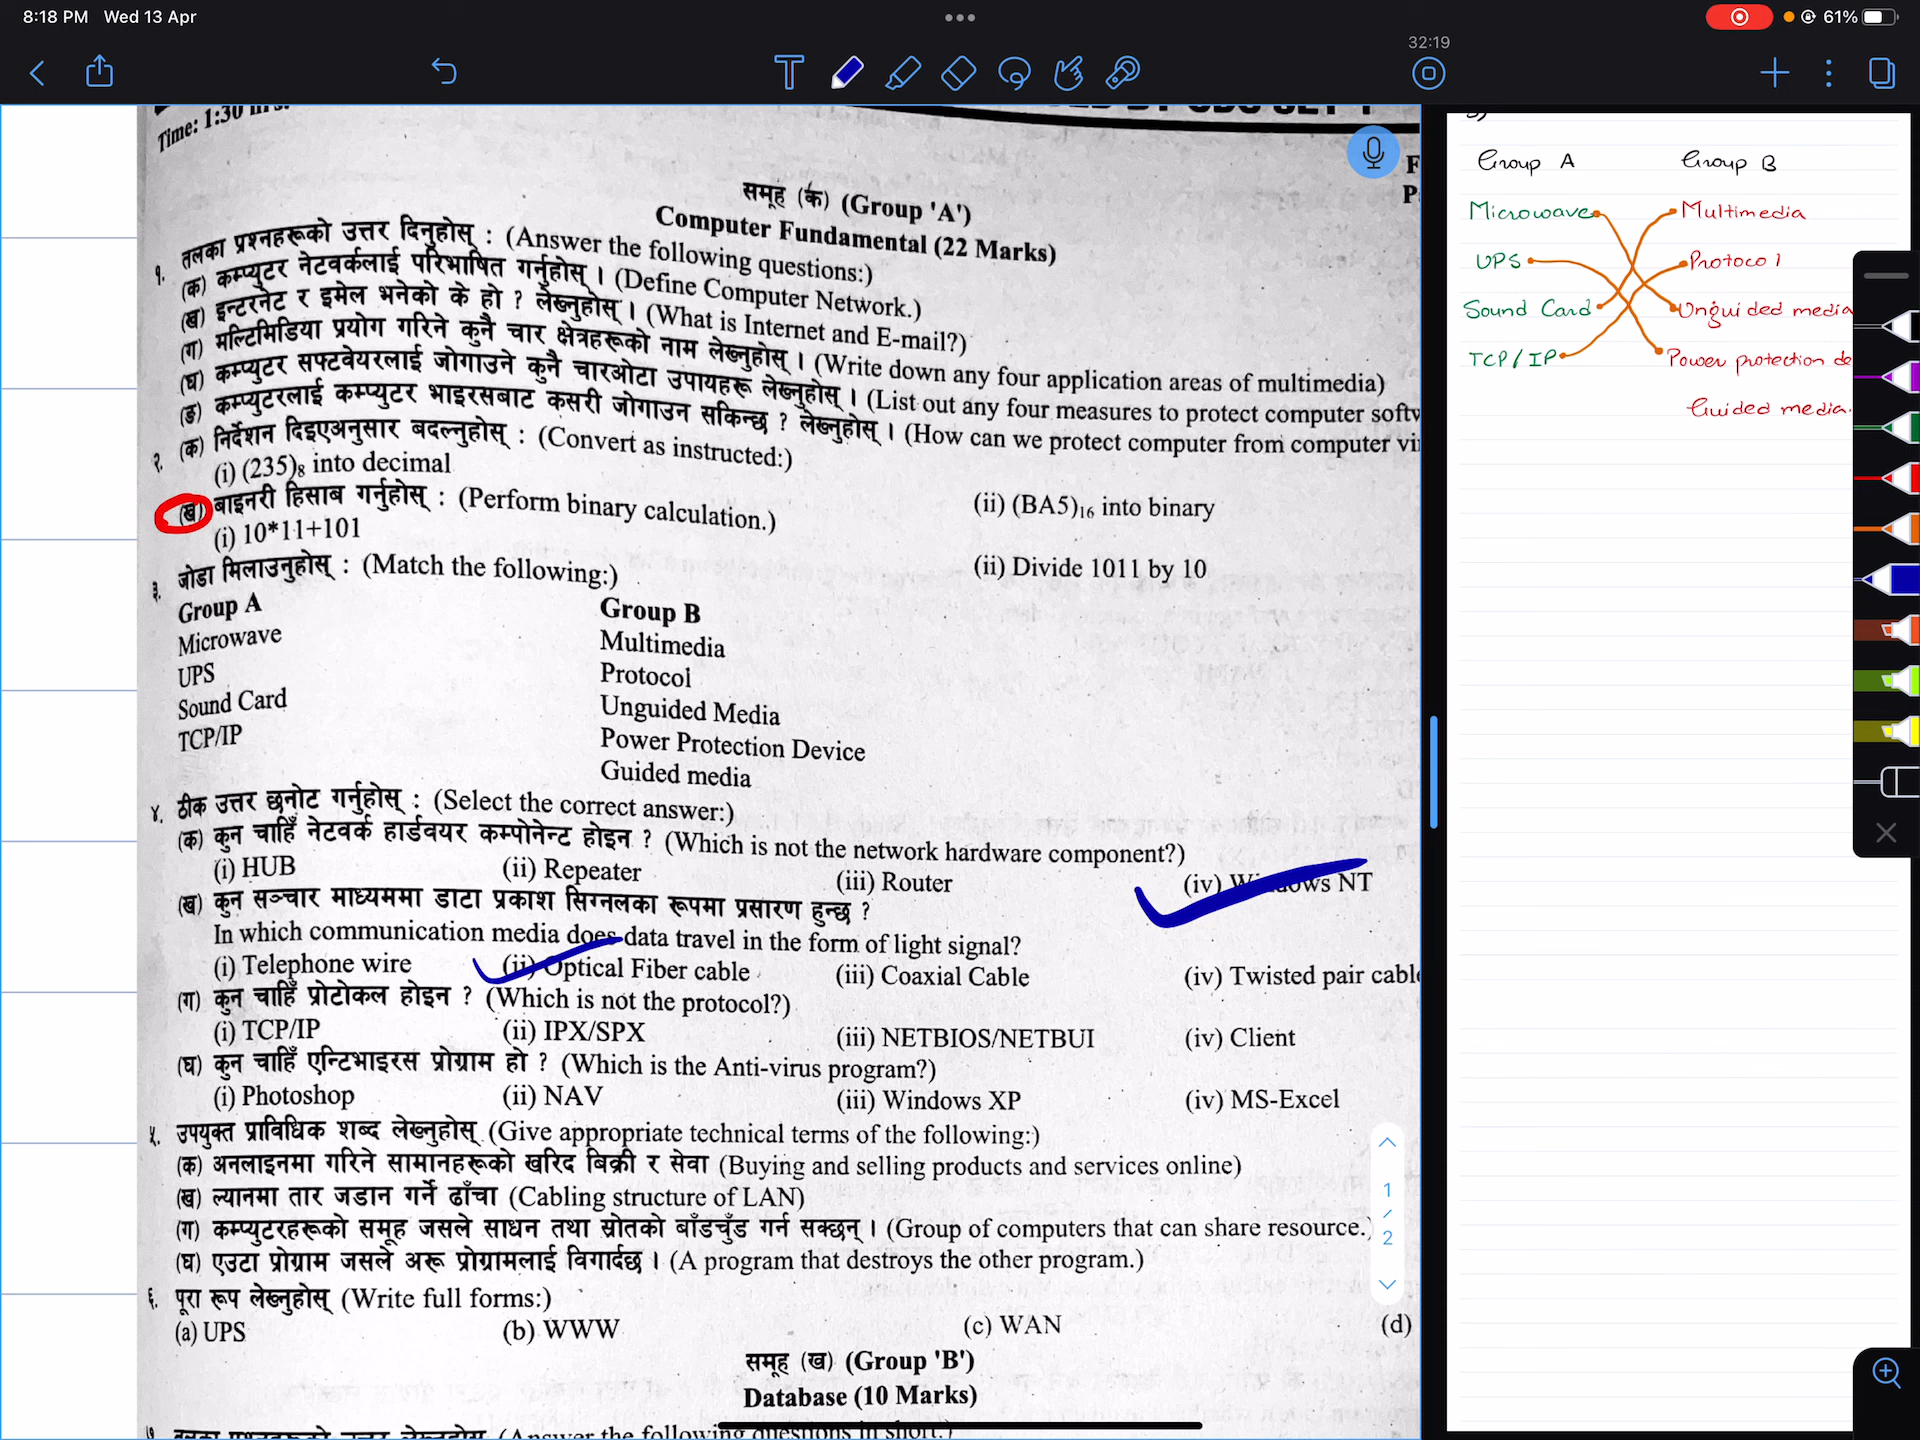 8:18 PM Wed 13 Apr
61%
32:19
Time: 1:30
समूह (क) (Group 'A')
Computer Fundamental (22 Marks)
१. तलका प्रश्नहरूको उत्तर दिनुहोस् : (Answer the following questions:)
(क) कम्प्युटर नेटवर्कलाई परिभाषित गर्नुहोस् । (Define Computer Network.)
(ख) इन्टरनेट र इमेल भनेको के हो ? लेख्नुहोस् । (What is Internet and E-mail?)
(ग) मल्टिमिडिया प्रयोग गरिने कुनै चार क्षेत्रहरूको नाम लेख्नुहोस् । (Write down any four application areas of multimedia)
(घ) कम्प्युटर सफ्टवेयरलाई जोगाउने कुनै चारओटा उपायहरू लेख्नुहोस् । (List out any four measures to protect computer softw
(ङ) कम्प्युटरलाई कम्प्युटर भाइरसबाट कसरी जोगाउन सकिन्छ ? लेख्नुहोस् । (How can we protect computer from computer vi
२. (क) निर्देशन दिइएअनुसार बदल्नुहोस् : (Convert as instructed:)
(i) (235)₈ into decimal (ii) (BA5)₁₆ into binary
(ख) बाइनरी हिसाब गर्नुहोस् : (Perform binary calculation.)
(i) 10*11+101 (ii) Divide 1011 by 10
३. जोडा मिलाउनुहोस् : (Match the following:)
Group A Group B
Microwave Multimedia
UPS Protocol
Sound Card Unguided Media
TCP/IP Power Protection Device
Guided media
४. ठीक उत्तर छनोट गर्नुहोस् : (Select the correct answer:)
(क) कुन चाहिँ नेटवर्क हार्डवयर कम्पोनेन्ट होइन ? (Which is not the network hardware component?)
(i) HUB (ii) Repeater (iii) Router (iv) Windows NT
(ख) कुन सञ्चार माध्यममा डाटा प्रकाश सिग्नलका रूपमा प्रसारण हुन्छ ?
In which communication media does data travel in the form of light signal?
(i) Telephone wire (ii) Optical Fiber cable (iii) Coaxial Cable (iv) Twisted pair cable
(ग) कुन चाहिँ प्रोटोकल होइन ? (Which is not the protocol?)
(i) TCP/IP (ii) IPX/SPX (iii) NETBIOS/NETBUI (iv) Client
(घ) कुन चाहिँ एन्टिभाइरस प्रोग्राम हो ? (Which is the Anti-virus program?)
(i) Photoshop (ii) NAV (iii) Windows XP (iv) MS-Excel
५. उपयुक्त प्राविधिक शब्द लेख्नुहोस् (Give appropriate technical terms of the following:)
(क) अनलाइनमा गरिने सामानहरूको खरिद बिक्री र सेवा (Buying and selling products and services online)
(ख) ल्यानमा तार जडान गर्ने ढाँचा (Cabling structure of LAN)
(ग) कम्प्युटरहरूको समूह जसले साधन तथा स्रोतको बाँडचुँड गर्न सक्छन् । (Group of computers that can share resource.)
(घ) एउटा प्रोग्राम जसले अरू प्रोग्रामलाई विगार्दछ । (A program that destroys the other program.)
६. पूरा रूप लेख्नुहोस् (Write full forms:)
(a) UPS (b) WWW (c) WAN (d)
समूह (ख) (Group 'B')
Database (10 Marks)
(Answer the following questions in short:)
1 / 2
Group A Group B
Microwave Multimedia
UPS Protocol
Sound Card Unguided media
TCP/IP Power protection de
Guided media.